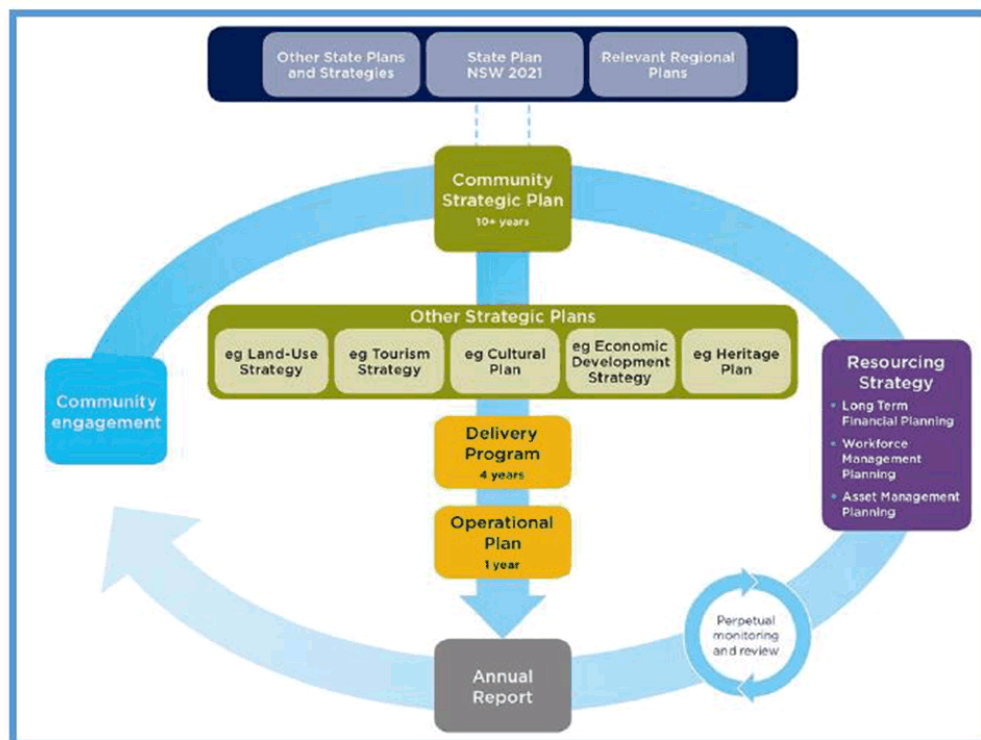 Other State Plans
and Strategies
State Plan
NSW 2021
Relevant Regional
Plans
Community
Strategic Plan
10+ years
Other Strategic Plans
eg Land-Use
Strategy
eg Tourism
Strategy
eg Cultural
Plan
eg Economic
Development
Strategy
eg Heritage
Plan
Community
engagement
Resourcing
Strategy
• Long Term
Financial Planning
• Workforce
Management
Planning
• Asset Management
Planning
Delivery
Program
4 years
Operational
Plan
1 year
Perpetual
monitoring
and review
Annual
Report